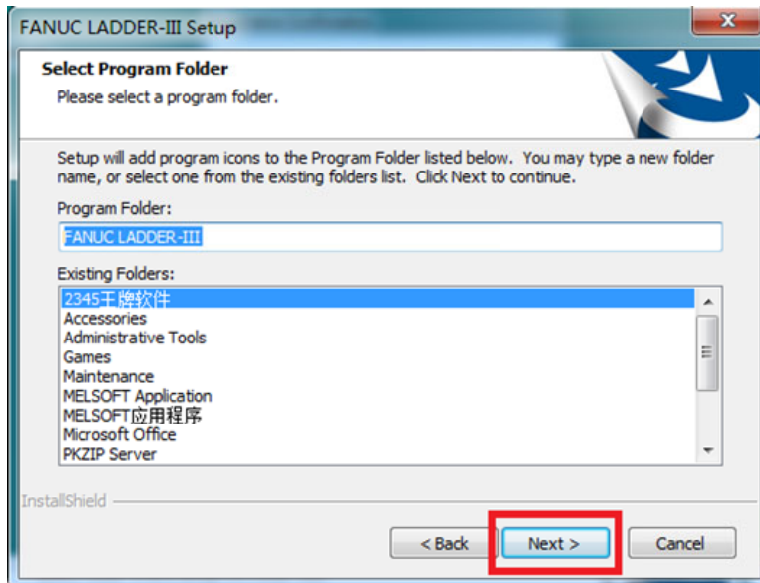 FANUC LADDER-III Setup
Select Program Folder
Please select a program folder.
Setup will add program icons to the Program Folder listed below. You may type a new folder
name, or select one from the existing folders list. Click Next to continue.
Program Folder:
FANUC LADDER-III
Existing Folders:
2345王牌软件
Accessories
Administrative Tools
Games
Maintenance
MELSOFT Application
MELSOFT应用程序
Microsoft Office
PKZIP Server
InstallShield
< Back Next > Cancel